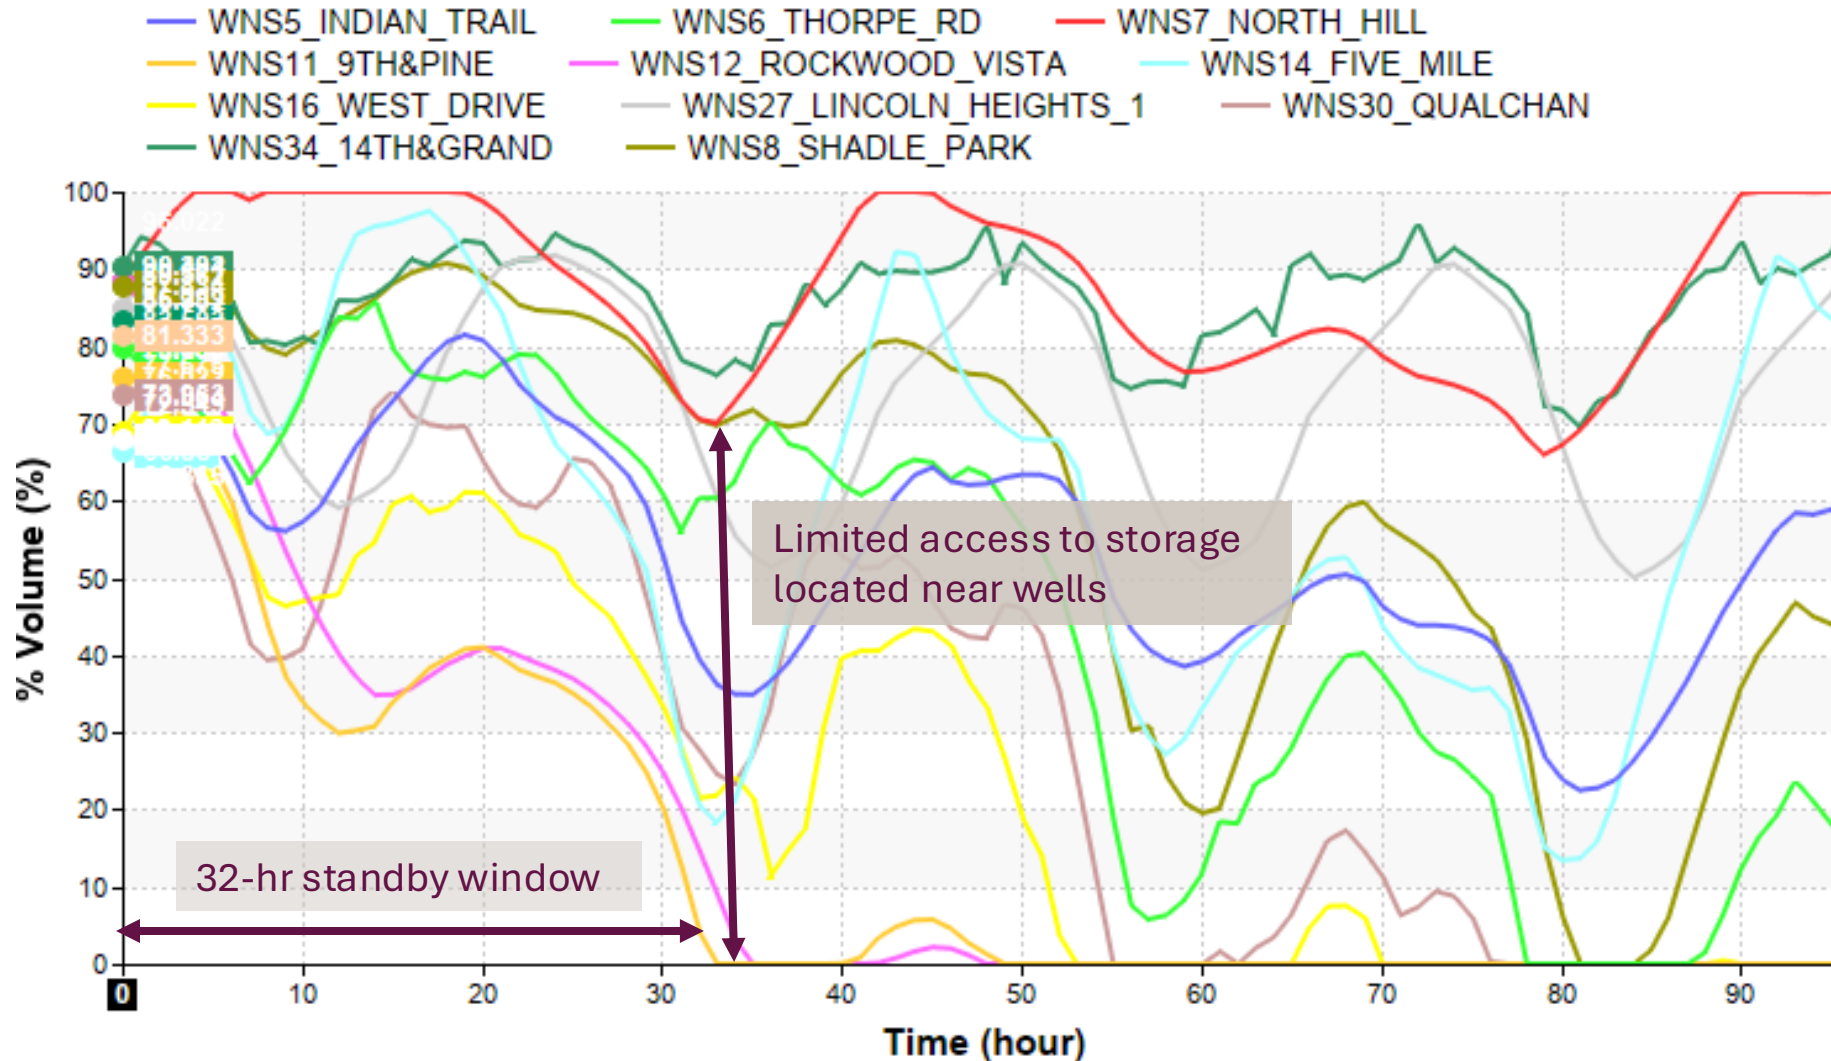 WNS5_INDIAN_TRAIL WNS6_THORPE_RD WNS7_NORTH_HILL
WNS11_9TH&PINE WNS12_ROCKWOOD_VISTA WNS14_FIVE_MILE
WNS16_WEST_DRIVE WNS27_LINCOLN_HEIGHTS_1 WNS30_QUALCHAN
WNS34_14TH&GRAND WNS8_SHADLE_PARK
% Volume (%)
100
90
80
70
60
50
40
30
20
10
0
81.333
Limited access to storage
located near wells
32-hr standby window
0 10 20 30 40 50 60 70 80 90
Time (hour)